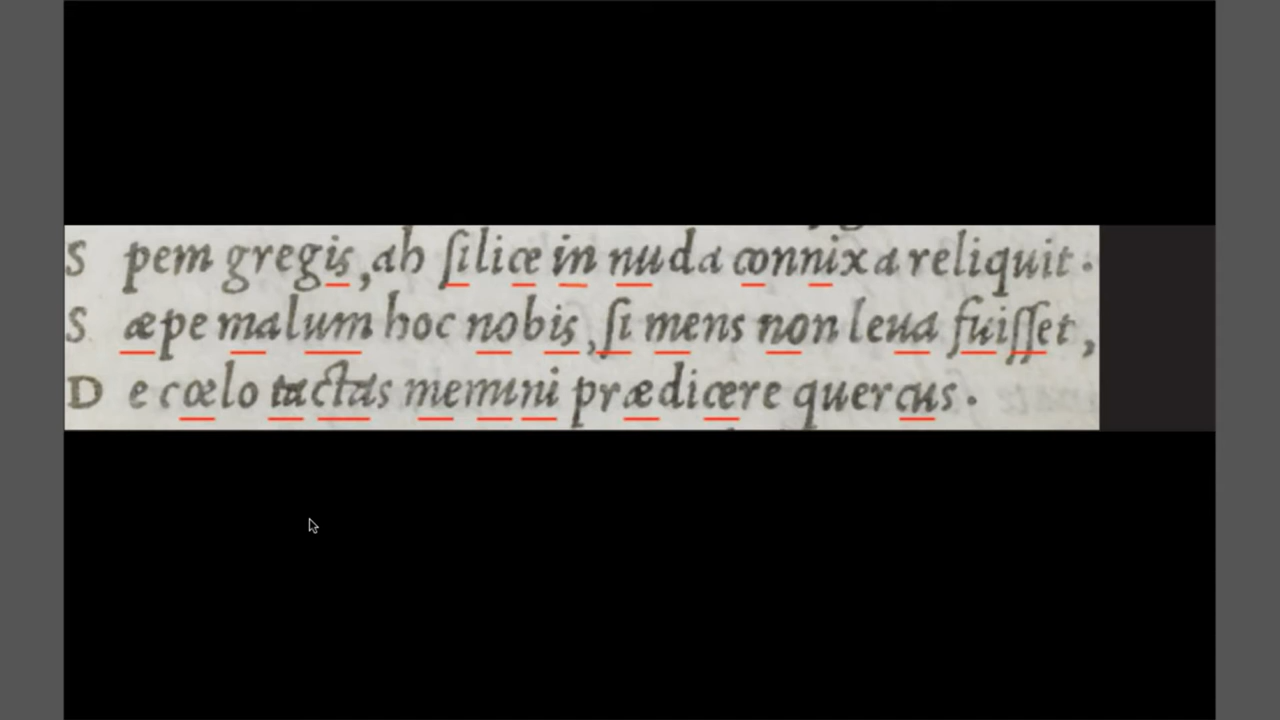 S pem gregis, ah ſilice in nuda connixa reliquit.
S æpe malum hoc nobis, ſi mens non leua fuiſſet,
D e cœlo tactas memini prædicere quercus.